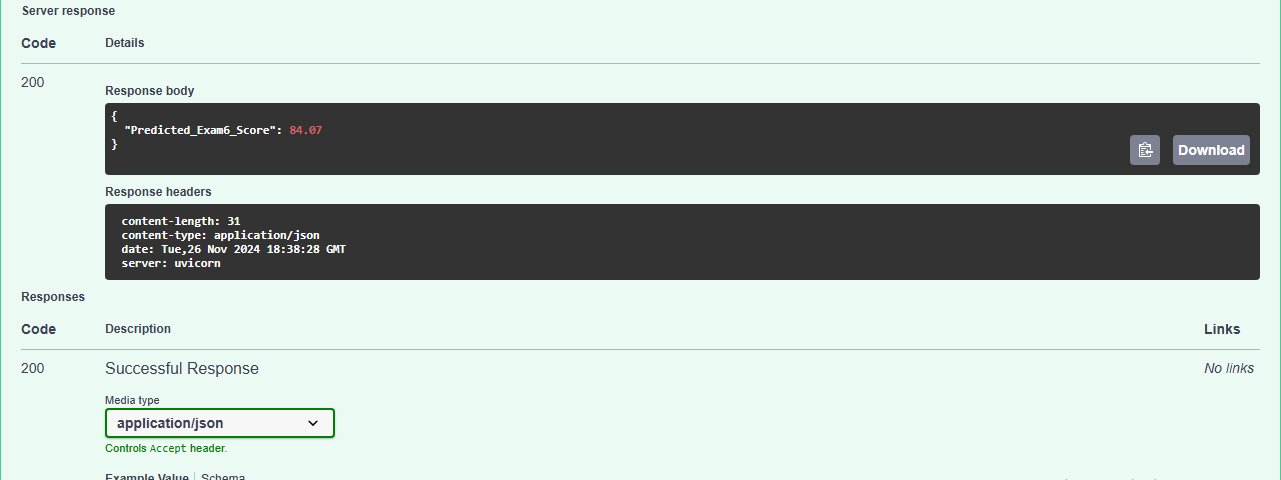 Server response
Code Details
200
Response body
{
"Predicted_Exam6_Score": 84.07
}
Download
Response headers
content-length: 31
content-type: application/json
date: Tue,26 Nov 2024 18:38:28 GMT
server: uvicorn
Responses
Code Description Links
200 Successful Response No links
Media type
application/json
Controls Accept header.
Example Value Schema